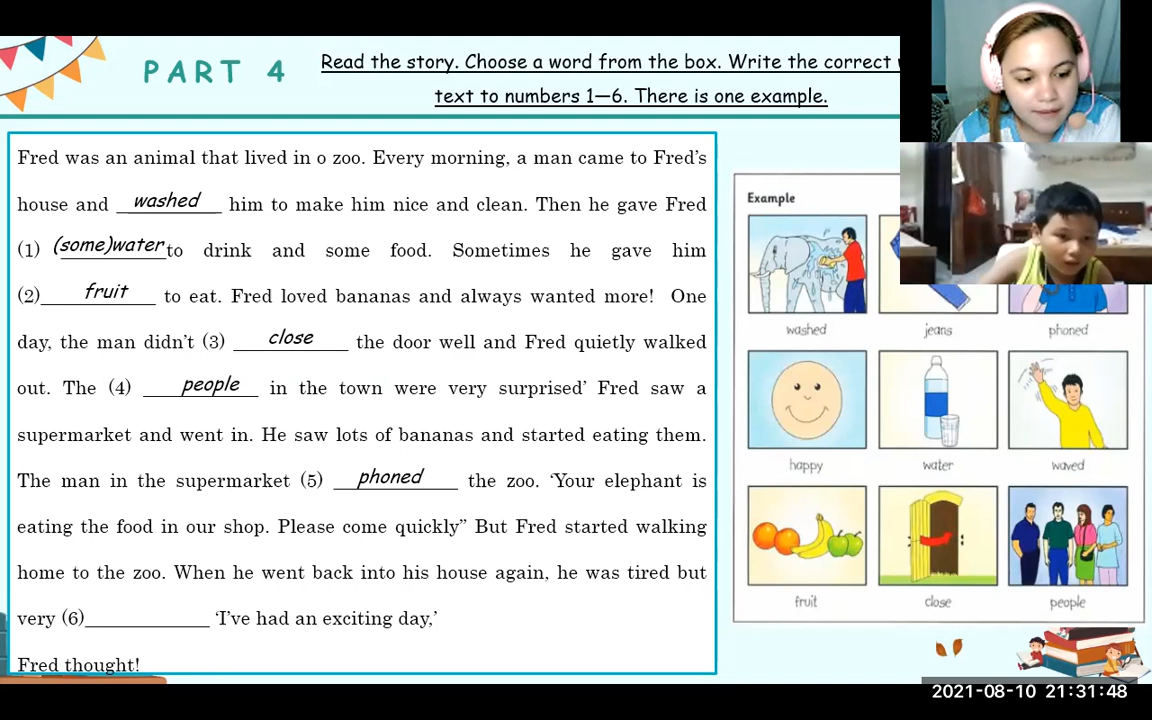 PART 4
Read the story. Choose a word from the box. Write the correct
text to numbers 1—6. There is one example.
Fred was an animal that lived in o zoo. Every morning, a man came to Fred's
house and washed him to make him nice and clean. Then he gave Fred
(1) (some)water to drink and some food. Sometimes he gave him
(2) fruit to eat. Fred loved bananas and always wanted more! One
day, the man didn't (3) close the door well and Fred quietly walked
out. The (4) people in the town were very surprised’ Fred saw a
supermarket and went in. He saw lots of bananas and started eating them.
The man in the supermarket (5) phoned the zoo. ‘Your elephant is
eating the food in our shop. Please come quickly” But Fred started walking
home to the zoo. When he went back into his house again, he was tired but
very (6)____________ ‘I've had an exciting day,’
Fred thought!
Example
washed jeans phoned
happy water waved
fruit close people
2021-08-10 21:31:48